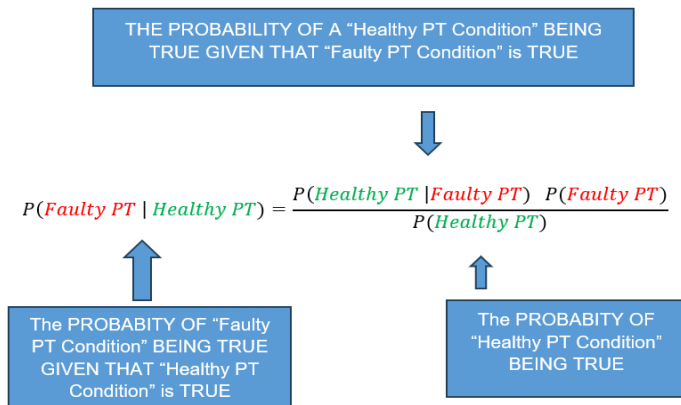 THE PROBABILITY OF A “Healthy PT Condition” BEING
TRUE GIVEN THAT “Faulty PT Condition” is TRUE
P(Healthy PT |Faulty PT) P(Faulty PT)
P(Faulty PT | Healthy PT) =
P(Healthy PT)
The PROBABITY OF “Faulty
PT Condition” BEING TRUE
GIVEN THAT “Healthy PT
Condition” is TRUE
The PROBABITY OF
“Healthy PT Condition”
BEING TRUE